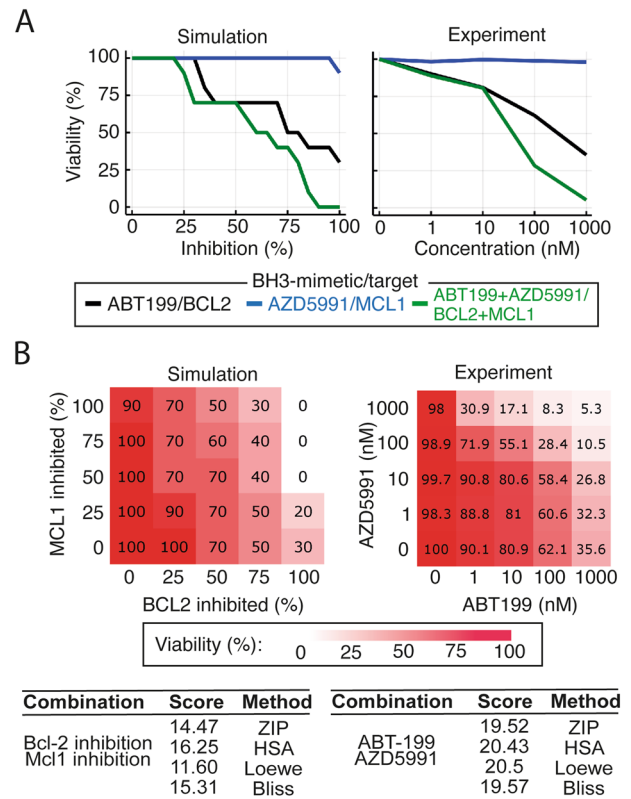 A
Simulation
Experiment
Viability (%)
100
75
50
25
0
0 25 50 75 100
Inhibition (%)
0 1 10 100 1000
Concentration (nM)
BH3-mimetic/target
ABT199/BCL2
AZD5991/MCL1
ABT199+AZD5991/
BCL2+MCL1
B
Simulation
MCL1 inhibited (%)
100 90 70 50 30 0
75 100 70 60 40 0
50 100 70 70 40 0
25 100 90 70 50 20
0 100 100 70 50 30
0 25 50 75 100
BCL2 inhibited (%)
Experiment
AZD5991 (nM)
1000 98 30.9 17.1 8.3 5.3
100 98.9 71.9 55.1 28.4 10.5
10 99.7 90.8 80.6 58.4 26.8
1 98.3 88.8 81 60.6 32.3
0 100 90.1 80.9 62.1 35.6
0 1 10 100 1000
ABT199 (nM)
Viability (%):
0 25 50 75 100
Combination Score Method
Bcl-2 inhibition
Mcl1 inhibition
14.47 ZIP
16.25 HSA
11.60 Loewe
15.31 Bliss
Combination Score Method
ABT-199
AZD5991
19.52 ZIP
20.43 HSA
20.5 Loewe
19.57 Bliss